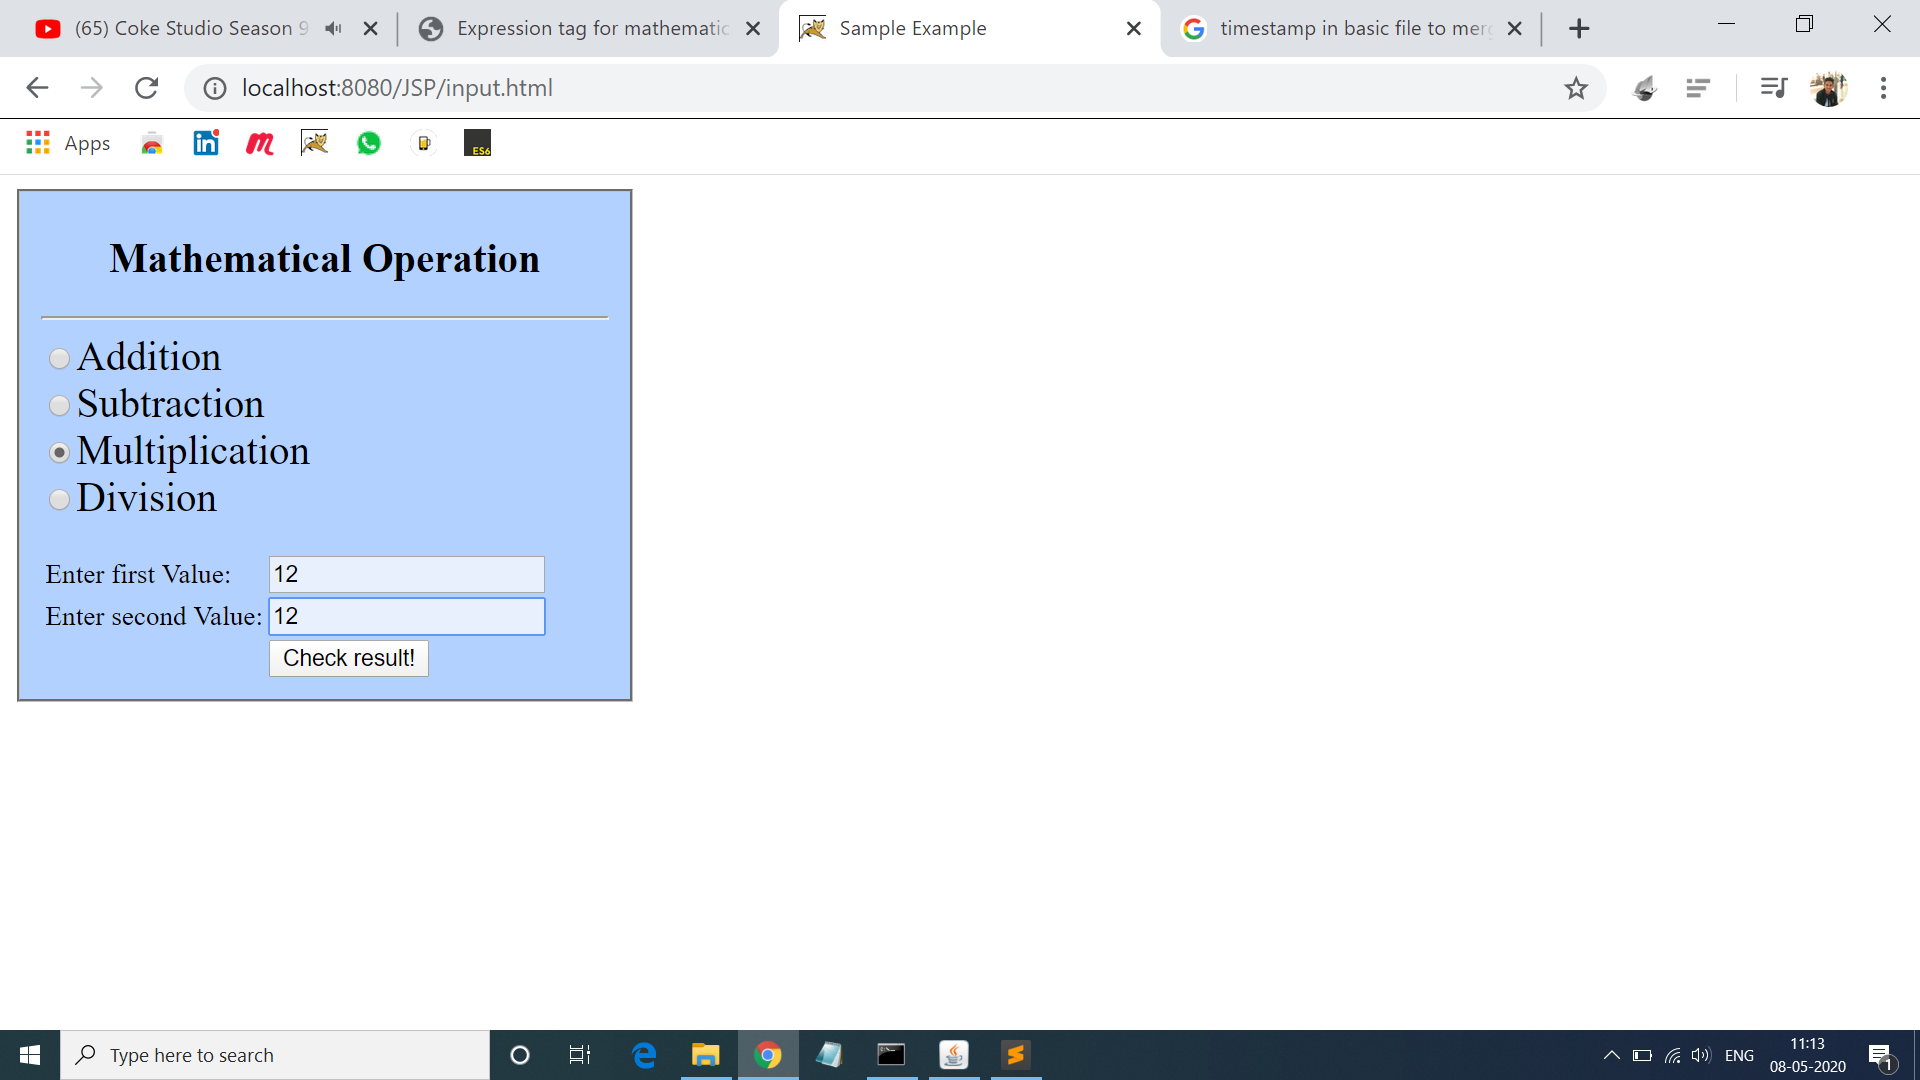 (65) Coke Studio Season 9
Expression tag for mathematic
Sample Example
timestamp in basic file to mer
localhost:8080/JSP/input.html
Apps
ES6
Mathematical Operation
Addition
Subtraction
Multiplication
Division
Enter first Value: 12
Enter second Value: 12
Check result!
Type here to search
ENG
11:13
08-05-2020
1